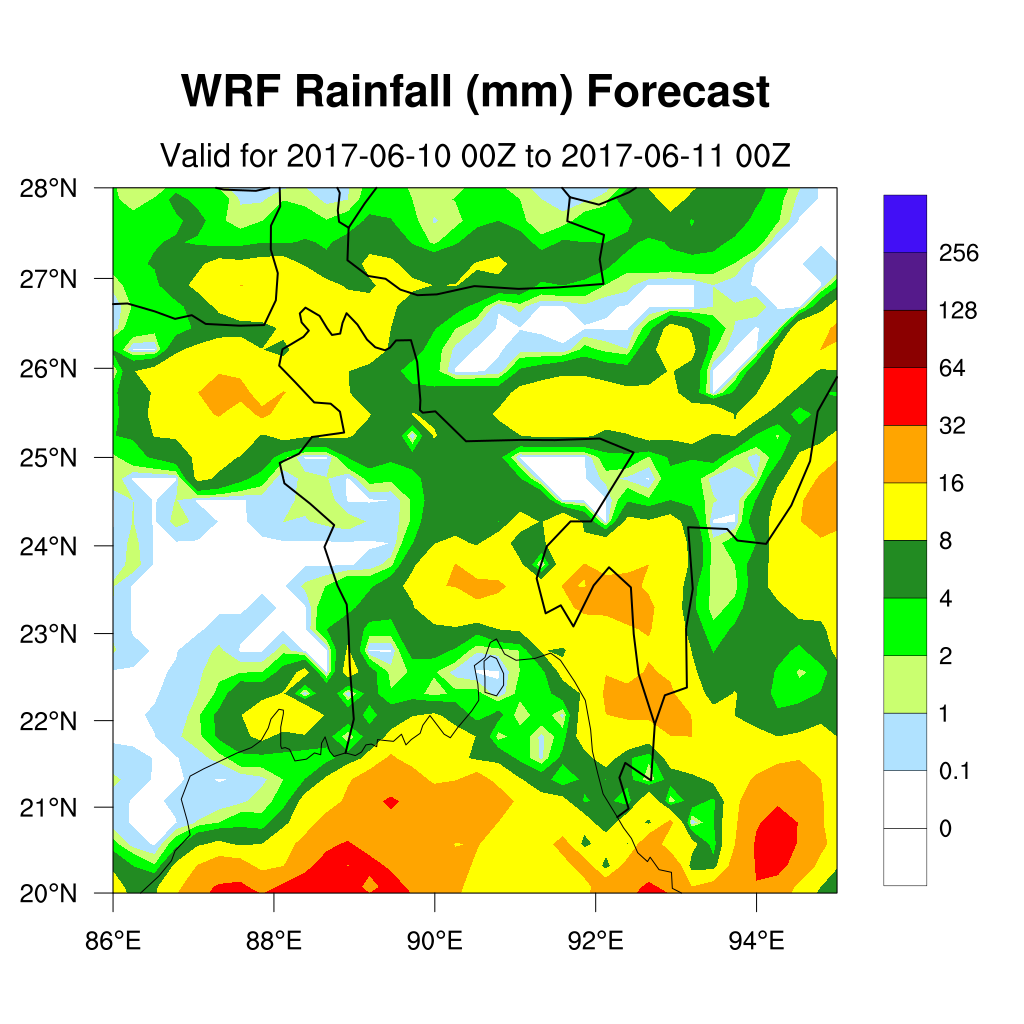 WRF Rainfall (mm) Forecast
Valid for 2017-06-10 00Z to 2017-06-11 00Z
28°N
27°N
26°N
25°N
24°N
23°N
22°N
21°N
20°N
86°E
88°E
90°E
92°E
94°E
256
128
64
32
16
8
4
2
1
0.1
0